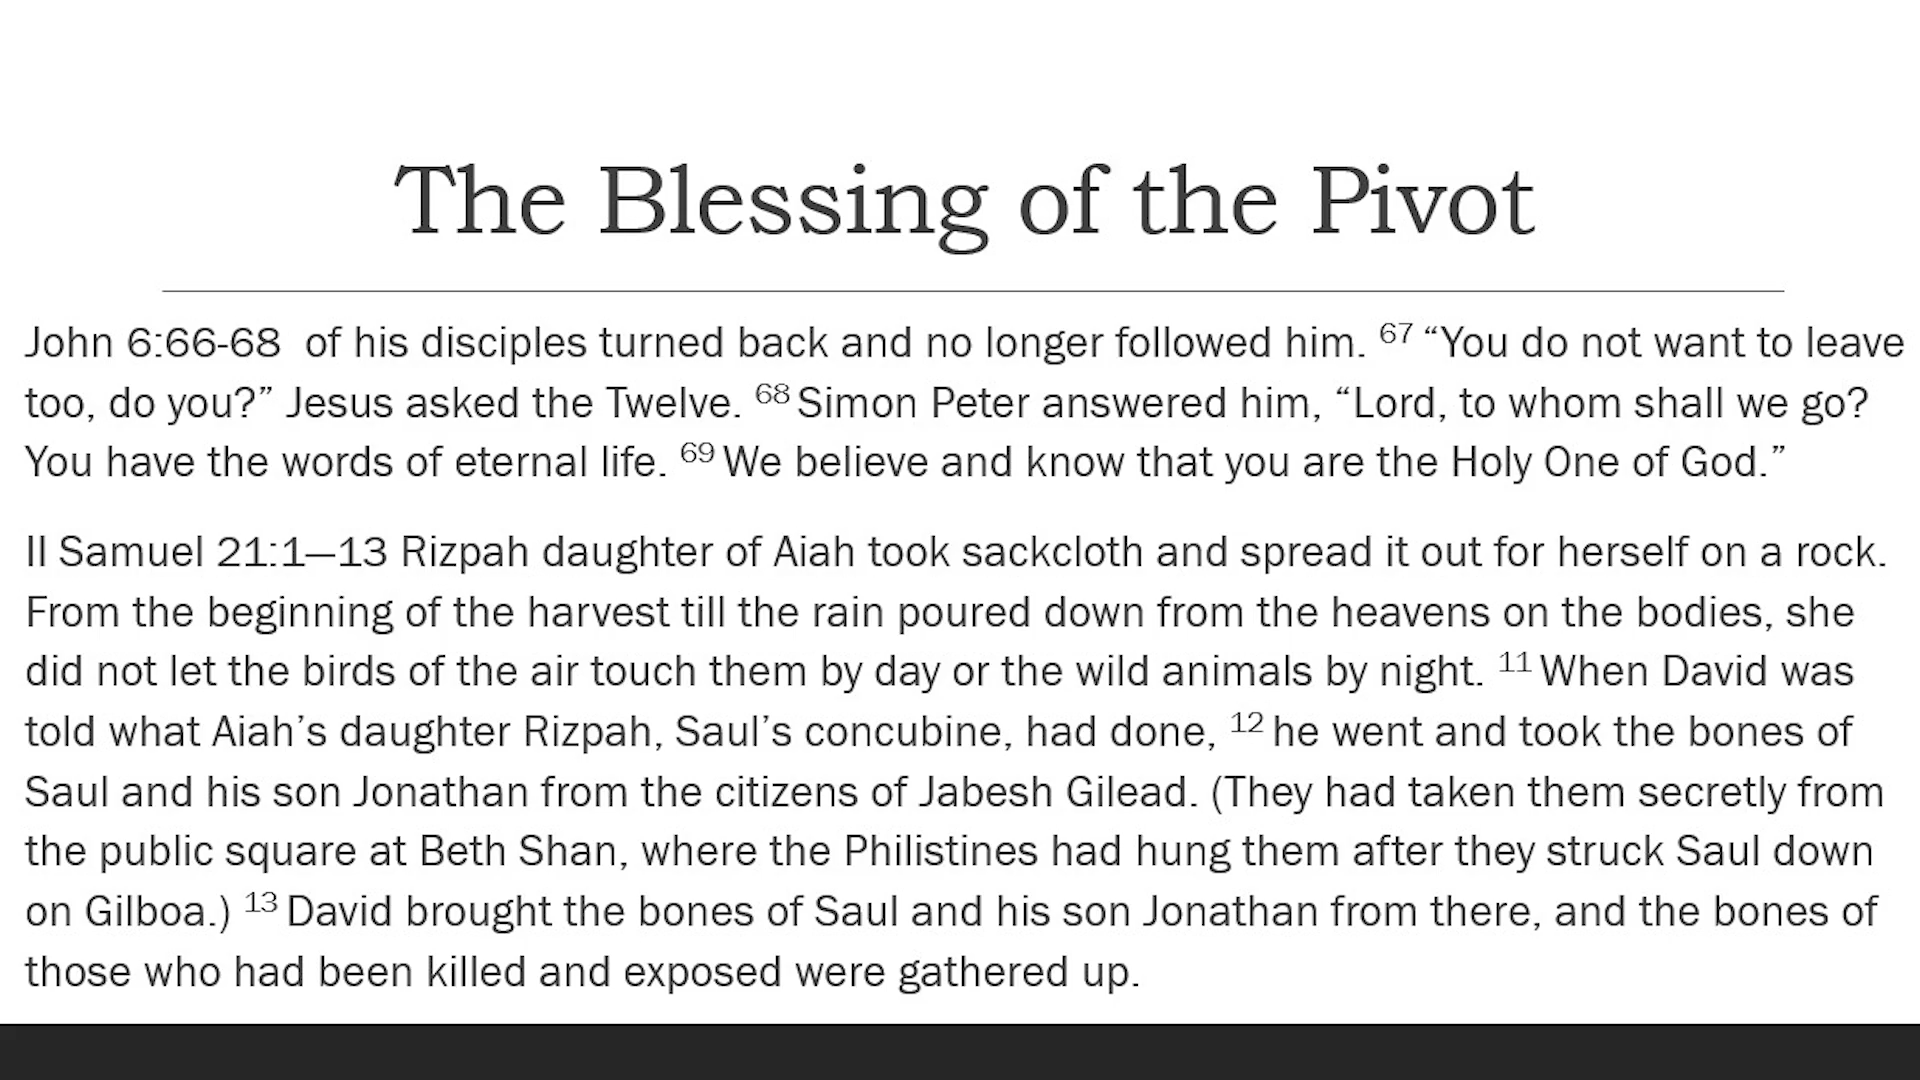 The Blessing of the Pivot
John 6:66-68  of his disciples turned back and no longer followed him. 67 “You do not want to leave
too, do you?” Jesus asked the Twelve. 68 Simon Peter answered him, “Lord, to whom shall we go?
You have the words of eternal life. 69 We believe and know that you are the Holy One of God.”
II Samuel 21:1—13 Rizpah daughter of Aiah took sackcloth and spread it out for herself on a rock.
From the beginning of the harvest till the rain poured down from the heavens on the bodies, she
did not let the birds of the air touch them by day or the wild animals by night. 11 When David was
told what Aiah’s daughter Rizpah, Saul’s concubine, had done, 12 he went and took the bones of
Saul and his son Jonathan from the citizens of Jabesh Gilead. (They had taken them secretly from
the public square at Beth Shan, where the Philistines had hung them after they struck Saul down
on Gilboa.) 13 David brought the bones of Saul and his son Jonathan from there, and the bones of
those who had been killed and exposed were gathered up.